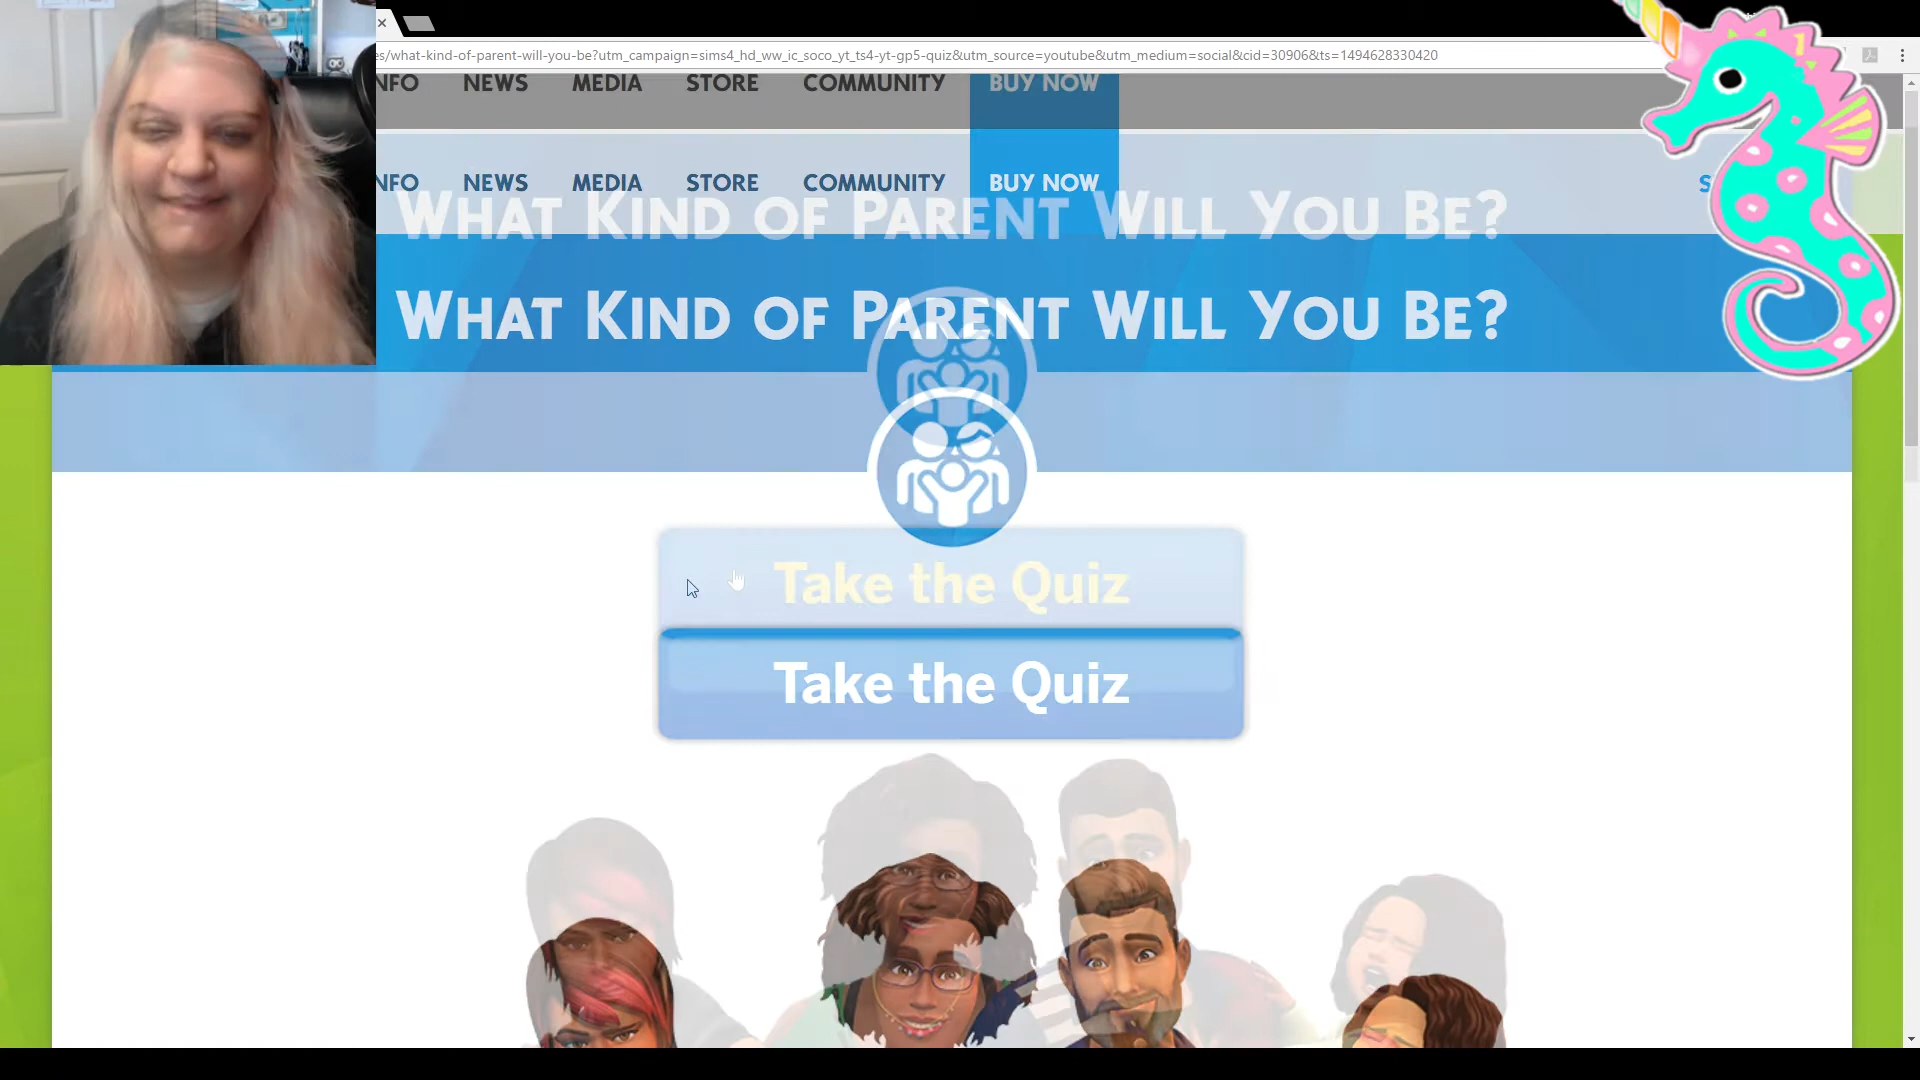 es/what-kind-of-parent-will-you-be?utm_campaign=sims4_hd_ww_ic_soco_yt_ts4-yt-gp5-quiz&utm_source=youtube&utm_medium=social&cid=30906&ts=1494628330420
NFO NEWS MEDIA STORE COMMUNITY BUY NOW
NFO NEWS MEDIA STORE COMMUNITY BUY NOW S
What Kind of Parent Will You Be?
What Kind of Parent Will You Be?
Take the Quiz
Take the Quiz